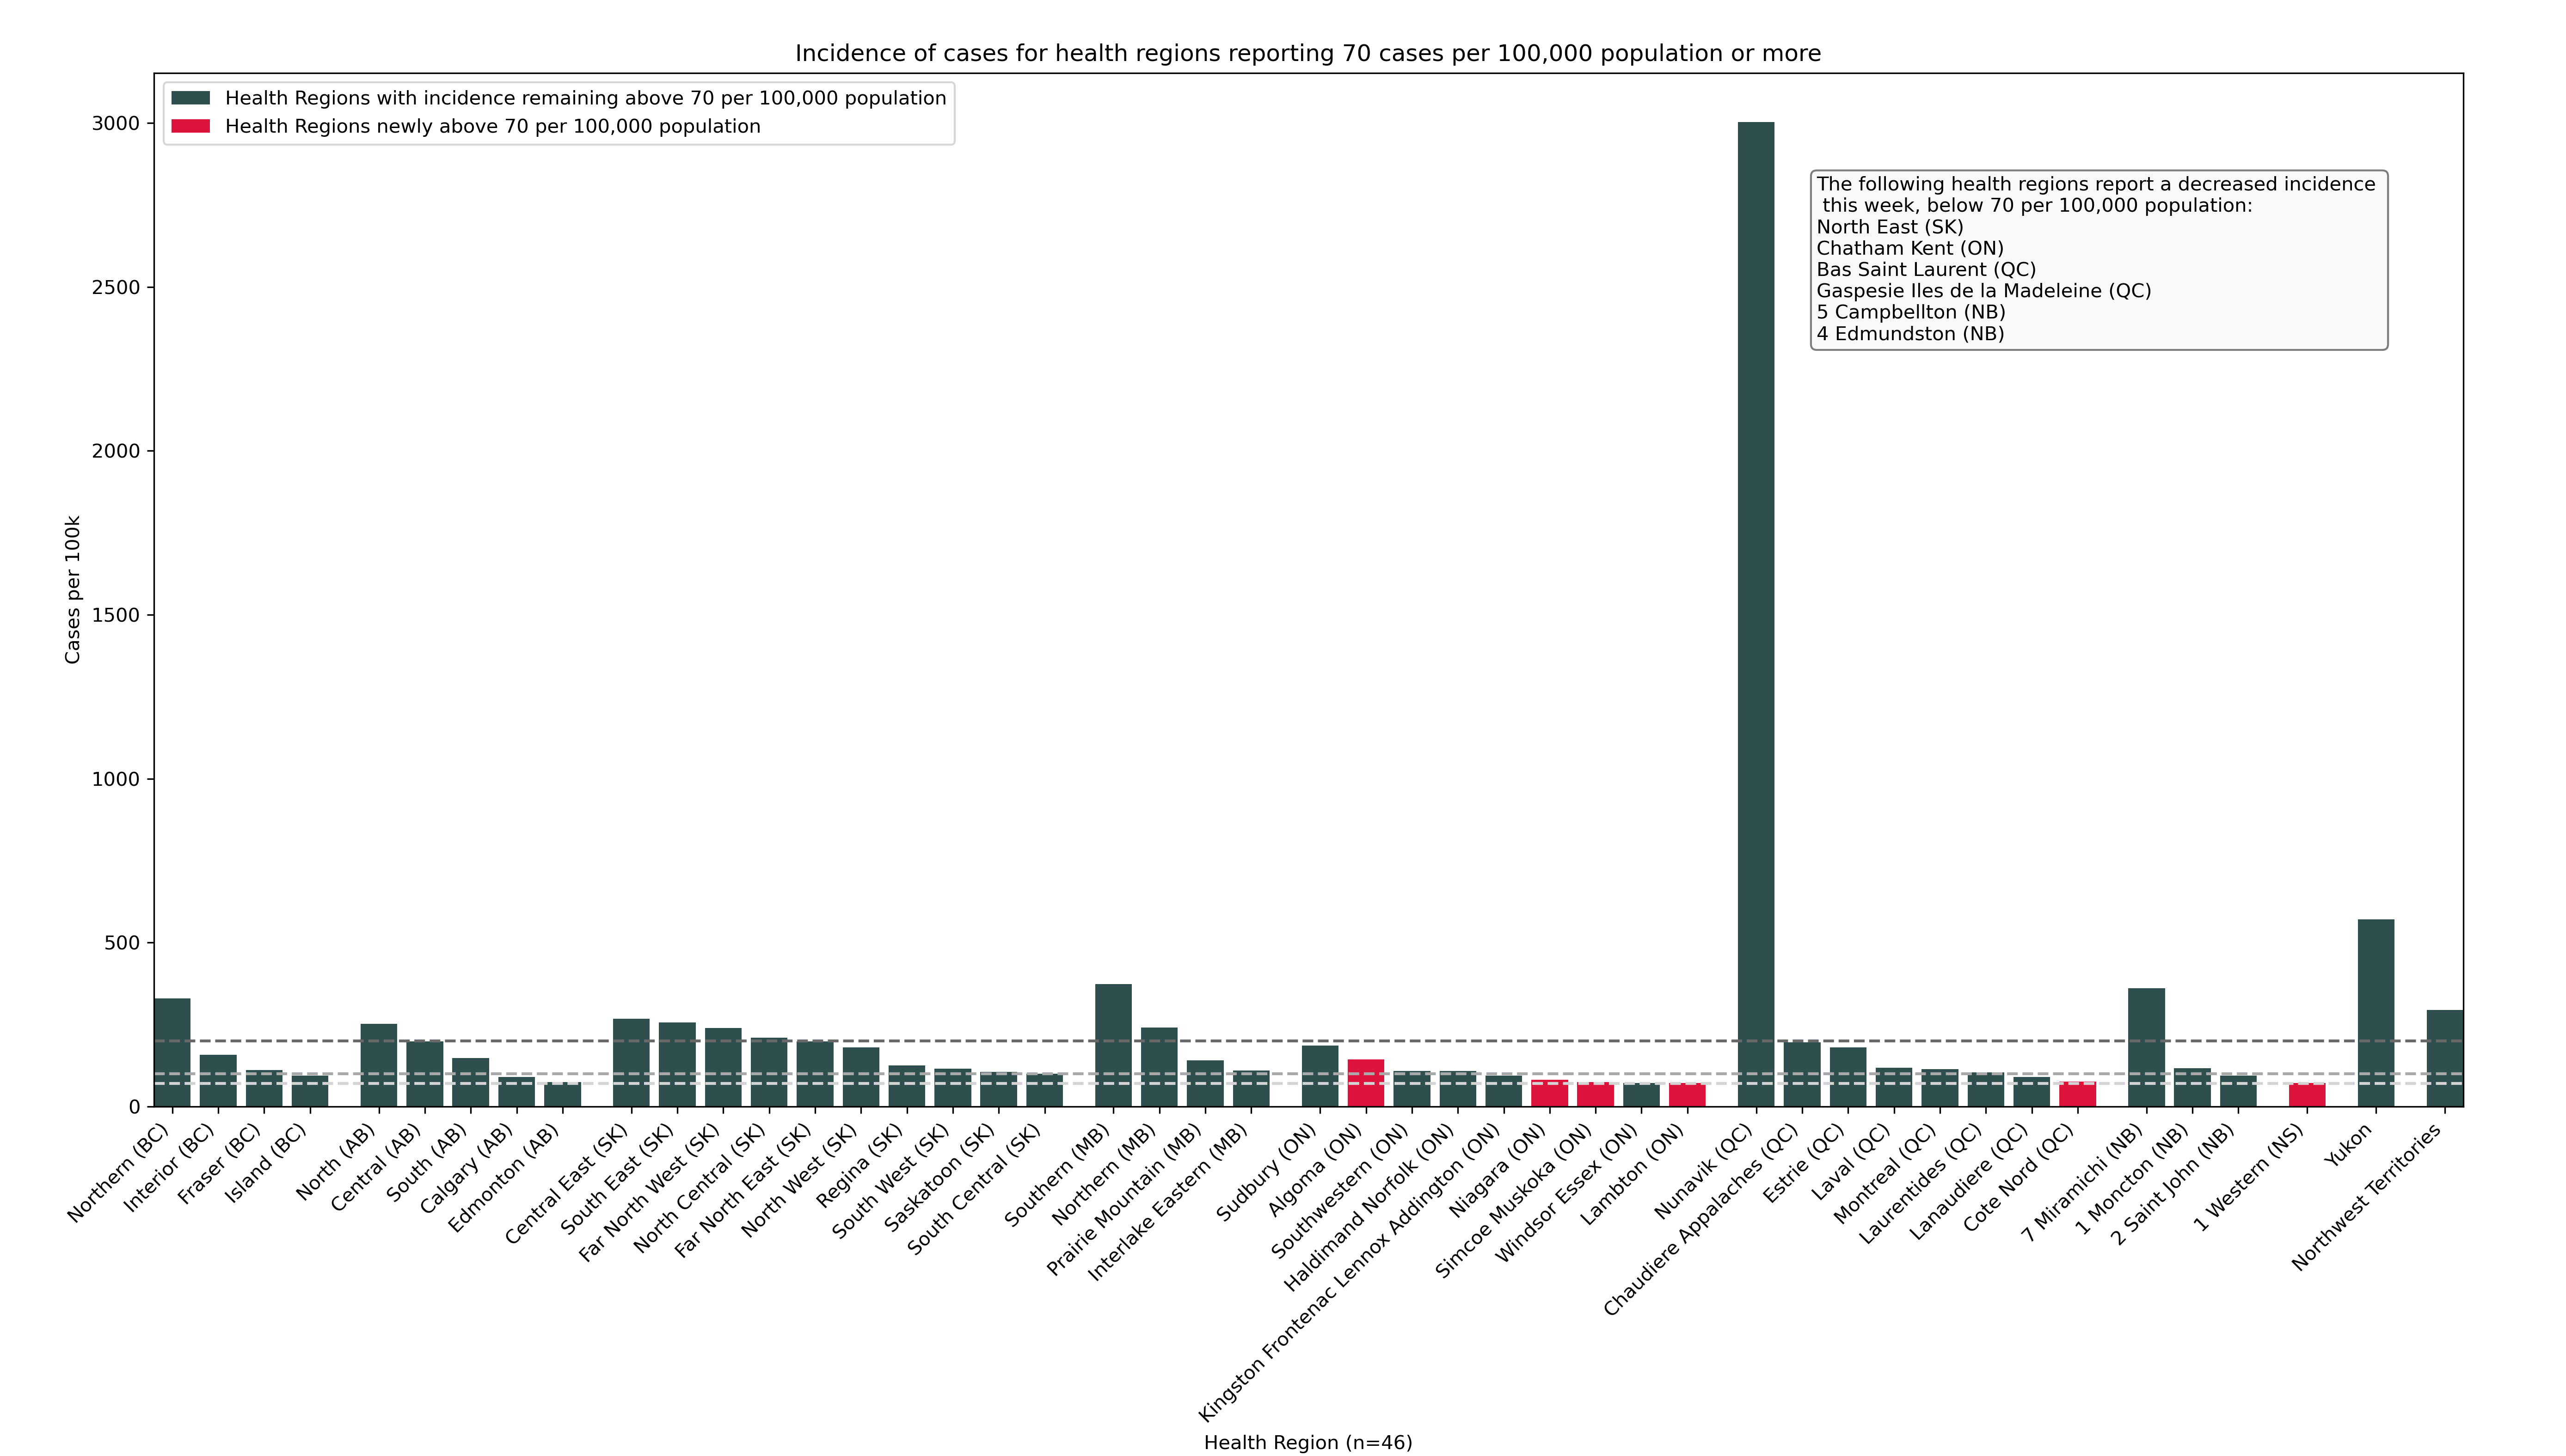 Incidence of cases for health regions reporting 70 cases per 100,000 population or more
Health Regions with incidence remaining above 70 per 100,000 population
Health Regions newly above 70 per 100,000 population
The following health regions report a decreased incidence
this week, below 70 per 100,000 population:
North East (SK)
Chatham Kent (ON)
Bas Saint Laurent (QC)
Gaspesie Iles de la Madeleine (QC)
5 Campbellton (NB)
4 Edmundston (NB)
Cases per 100k
3000
2500
2000
1500
1000
500
0
Northern (BC)
Interior (BC)
Fraser (BC)
Island (BC)
North (AB)
Central (AB)
South (AB)
Calgary (AB)
Edmonton (AB)
Central East (SK)
South East (SK)
Far North West (SK)
North Central (SK)
Far North East (SK)
North West (SK)
Regina (SK)
South West (SK)
Saskatoon (SK)
South Central (SK)
Southern (MB)
Northern (MB)
Prairie Mountain (MB)
Interlake Eastern (MB)
Sudbury (ON)
Algoma (ON)
Southwestern (ON)
Haldimand Norfolk (ON)
Kingston Frontenac Lennox Addington (ON)
Niagara (ON)
Simcoe Muskoka (ON)
Windsor Essex (ON)
Lambton (ON)
Nunavik (QC)
Chaudiere Appalaches (QC)
Estrie (QC)
Laval (QC)
Montreal (QC)
Laurentides (QC)
Lanaudiere (QC)
Cote Nord (QC)
7 Miramichi (NB)
1 Moncton (NB)
2 Saint John (NB)
1 Western (NS)
Yukon
Northwest Territories
Health Region (n=46)